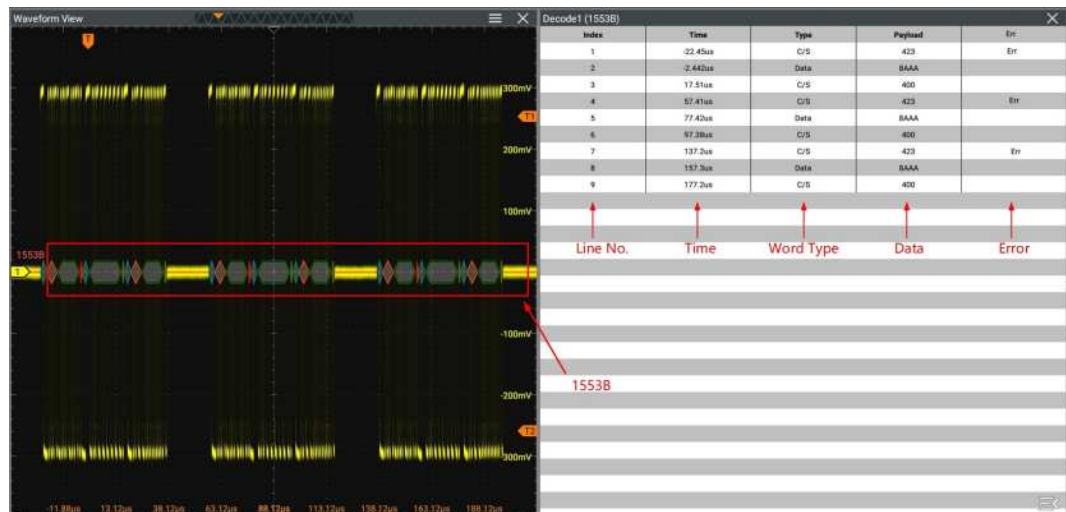 Waveform View
T
300mV
T1
200mV
100mV
1553B
1
-100mV
-200mV
T2
300mV
-11.88us 13.12us 38.12us 63.12us 88.12us 113.12us 138.12us 163.12us 188.12us
Decode1 (1553B)
Index Time Type Payload Err
1 -22.45us C/S 423 Err
2 -2.442us Data 8AAA
3 17.51us C/S 400
4 57.41us C/S 423 Err
5 77.42us Data 8AAA
6 97.38us C/S 400
7 137.2us C/S 423 Err
8 157.3us Data 8AAA
9 177.2us C/S 400
Line No. Time Word Type Data Error
1553B